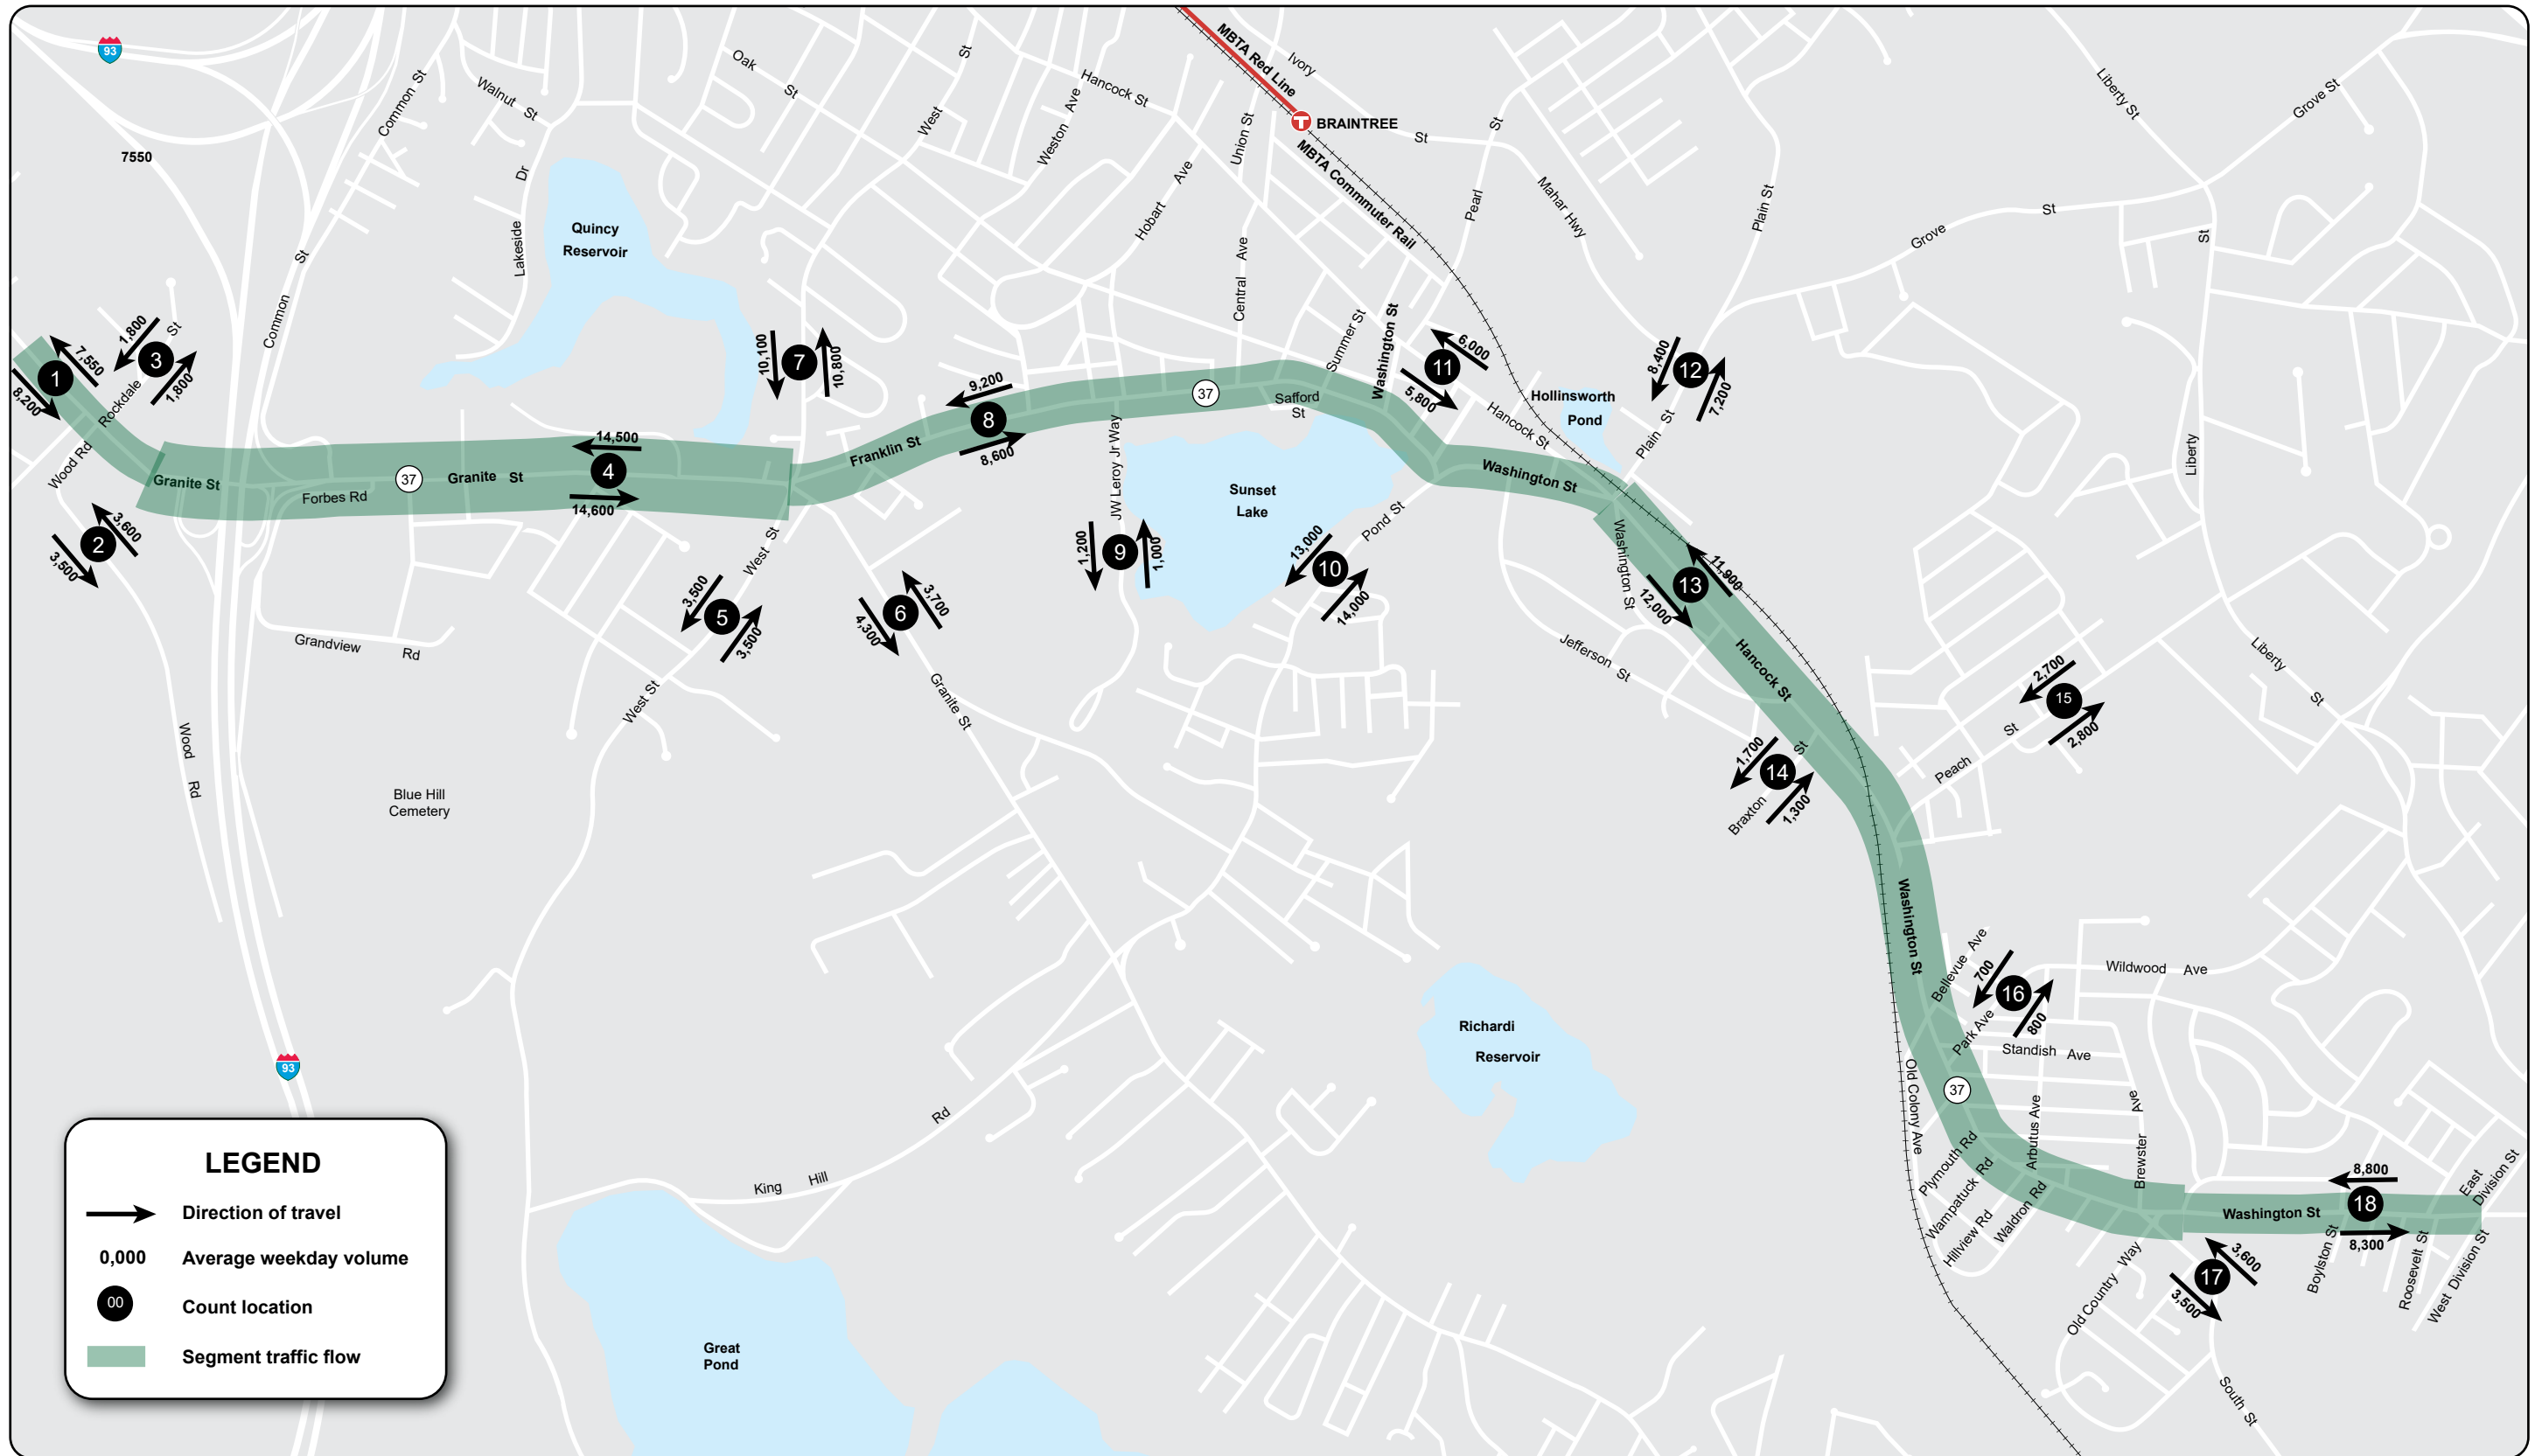 93
7550
Common St
Walnut St
Oak St
West St
Weston Ave
Hancock St
Union St
MBTA Red Line
Ivory St
BRAINTREE
MBTA Commuter Rail
Pearl St
Mahar Hwy
Plain St
Liberty St
Grove St
Grove St
Lakeside Dr
Quincy
Reservoir
Hobart Ave
Central Ave
Summer St
Washington St
Common St
1
7,550
8,200
3
1,800
1,800
Rockdale St
Wood Rd
2
3,600
3,500
Granite St
Forbes Rd
37
Granite St
4
14,500
14,600
7
10,100
10,800
Franklin St
8
9,200
8,600
37
Safford
St
JW Leroy Jr Way
11
6,000
5,800
Hancock St
Hollinsworth
Pond
12
8,400
7,200
Plain St
Liberty St
Washington St
Sunset
Lake
Pond St
9
1,200
1,000
10
13,000
14,000
5
3,500
3,500
West St
West St
6
3,700
4,300
Granite St
Washington St
13
11,900
12,000
Hancock St
Jefferson St
14
1,700
1,300
Braxton St
15
2,700
2,800
Peach St
Liberty St
Grandview Rd
Wood Rd
Blue Hill
Cemetery
Washington St
Bellevue Ave
16
700
800
Park Ave
Wildwood Ave
Standish Ave
37
Old Colony Ave
Arbutus Ave
Brewster Ave
Plymouth Rd
Wampatuck Rd
Hillview Rd
Waldron Rd
Old Country Way
Richardi
Reservoir
93
King Hill Rd
Great
Pond
17
3,600
3,500
South St
Washington St
18
8,800
8,300
Boylston St
Roosevelt St
East
Division St
West Division St
LEGEND
Direction of travel
0,000 Average weekday volume
00 Count location
Segment traffic flow